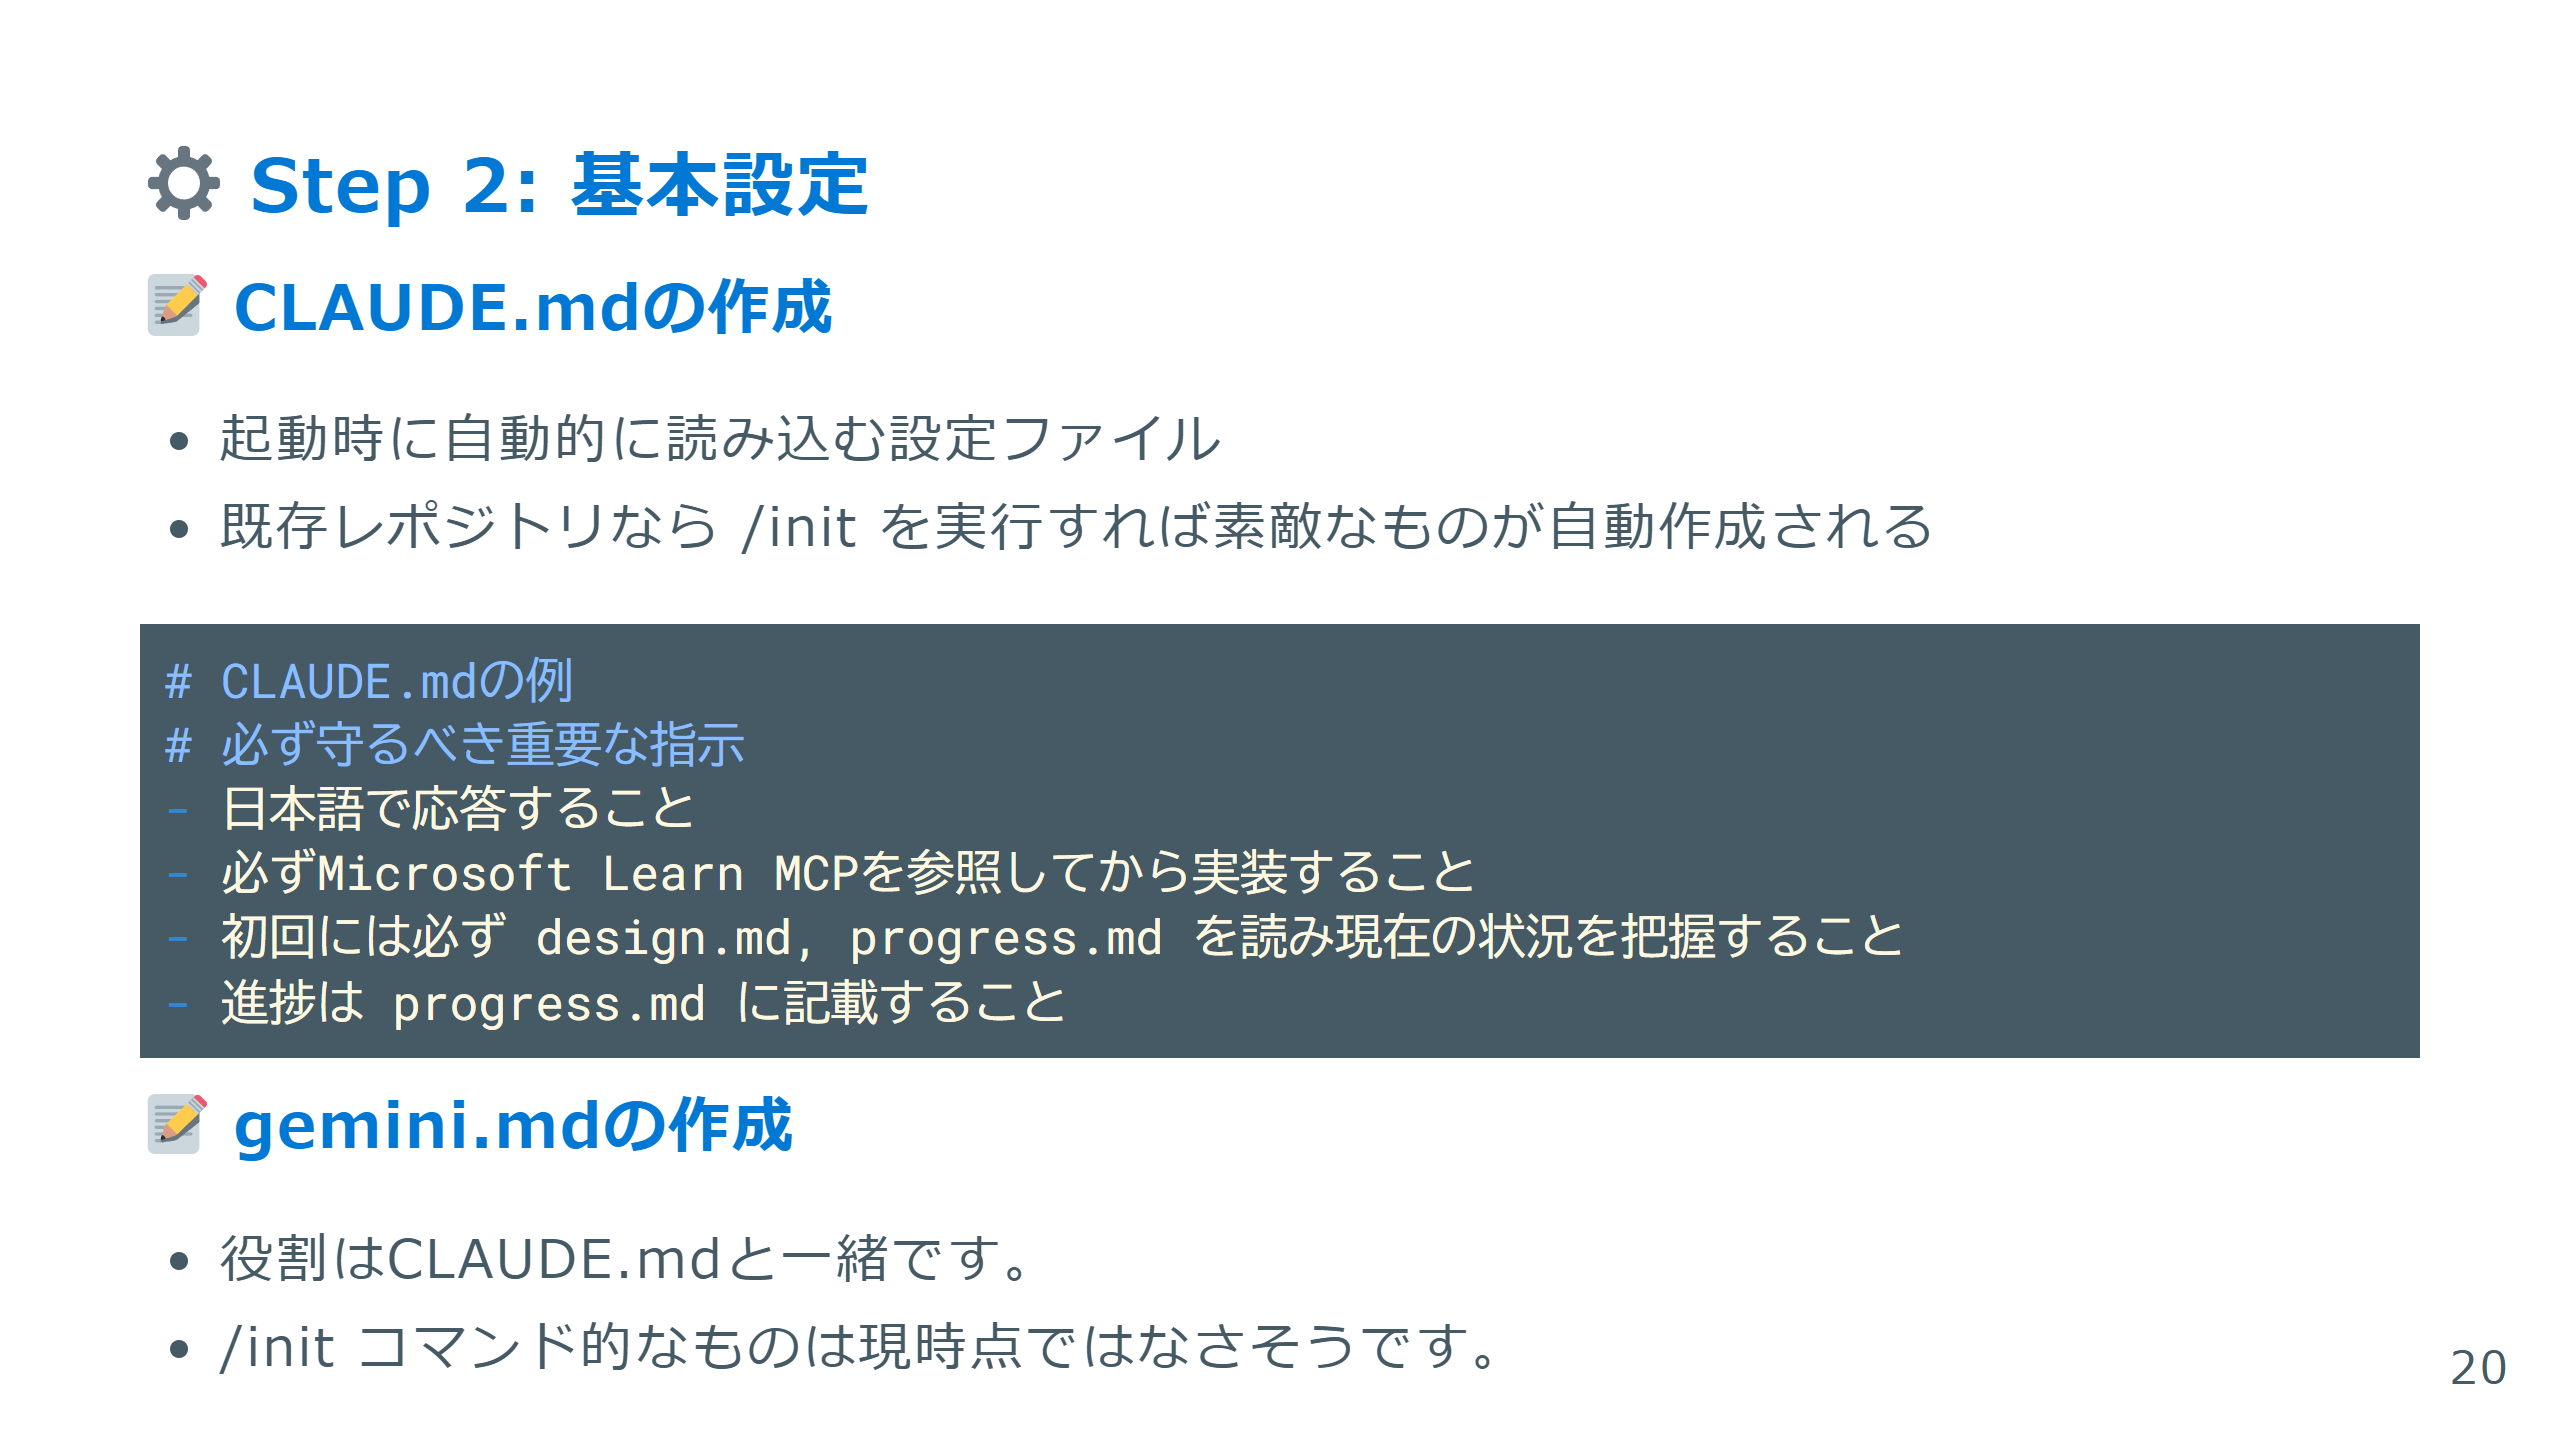 Step 2: 基本設定
CLAUDE.mdの作成
起動時に自動的に読み込む設定ファイル
既存レポジトリなら /init を実行すれば素敵なものが自動作成される
# CLAUDE.mdの例
# 必ず守るべき重要な指示
- 日本語で応答すること
- 必ずMicrosoft Learn MCPを参照してから実装すること
- 初回には必ず design.md, progress.md を読み現在の状況を把握すること
- 進捗は progress.md に記載すること
gemini.mdの作成
役割はCLAUDE.mdと一緒です。
/init コマンド的なものは現時点ではなさそうです。
20